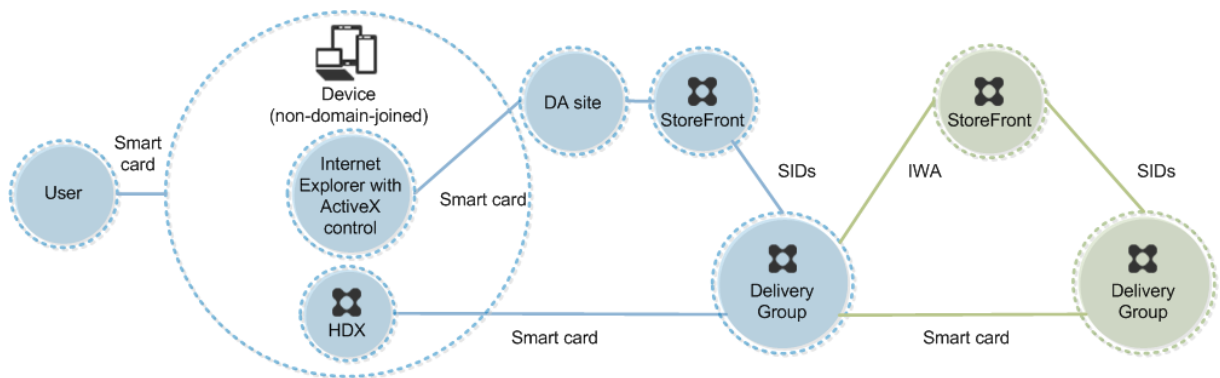 User
Smart
card
Device
(non-domain-joined)
Internet
Explorer with
ActiveX
control
HDX
Smart card
DA site
StoreFront
SIDs
Smart card
Delivery
Group
IWA
StoreFront
SIDs
Smart card
Delivery
Group